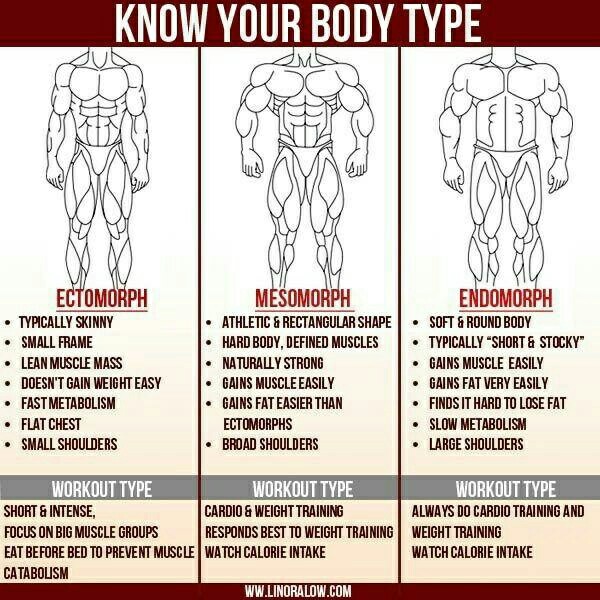 KNOW YOUR BODY TYPE
ECTOMORPH
• TYPICALLY SKINNY
• SMALL FRAME
• LEAN MUSCLE MASS
• DOESN'T GAIN WEIGHT EASY
• FAST METABOLISM
• FLAT CHEST
• SMALL SHOULDERS
WORKOUT TYPE
SHORT & INTENSE,
FOCUS ON BIG MUSCLE GROUPS
EAT BEFORE BED TO PREVENT MUSCLE
CATABOLISM
MESOMORPH
• ATHLETIC & RECTANGULAR SHAPE
• HARD BODY, DEFINED MUSCLES
• NATURALLY STRONG
• GAINS MUSCLE EASILY
• GAINS FAT EASIER THAN
ECTOMORPHS
• BROAD SHOULDERS
WORKOUT TYPE
CARDIO & WEIGHT TRAINING
RESPONDS BEST TO WEIGHT TRAINING
WATCH CALORIE INTAKE
ENDOMORPH
• SOFT & ROUND BODY
• TYPICALLY "SHORT & STOCKY"
• GAINS MUSCLE EASILY
• GAINS FAT VERY EASILY
• FINDS IT HARD TO LOSE FAT
• SLOW METABOLISM
• LARGE SHOULDERS
WORKOUT TYPE
ALWAYS DO CARDIO TRAINING AND
WEIGHT TRAINING
WATCH CALORIE INTAKE
WW.LINORALOW.COM